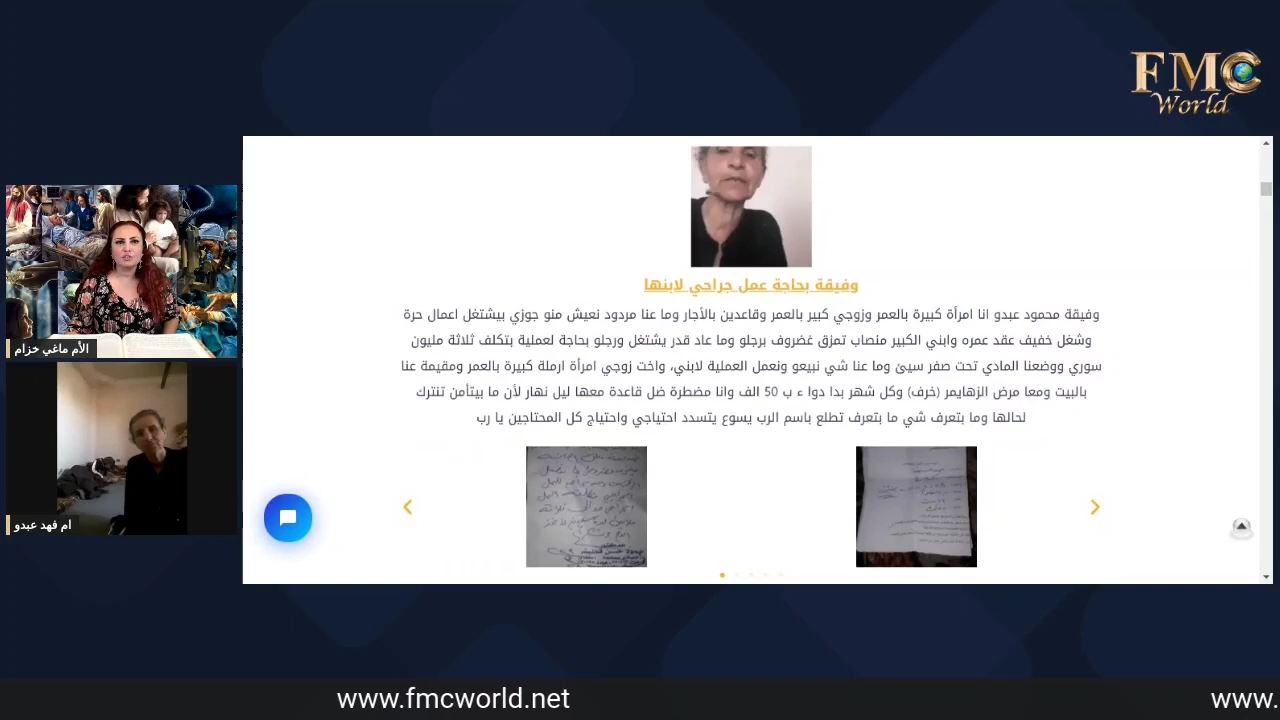 FMC
World
وفيقة بحاجة عمل جراحي لابنها
وفيقة محمود عبدو انا امرأة كبيرة بالعمر وزوجي كبير بالعمر وقاعدين بالأجار وما عنا مردود نعيش منو جوزي بيشتغل اعمال حرة
وشغل خفيف عقد عمره وابني الكبير منصاب تمزق غضروف برجلو وما عاد قدر يشتغل ورجلو بحاجة لعملية بتكلف ثلاثة مليون
سوري ووضعنا المادي تحت صفر سيئ وما عنا شي نبيعو ونعمل العملية لابني، واخت زوجي امرأة ارملة كبيرة بالعمر ومقيمة عنا
بالبيت ومعا مرض الزهايمر (خرف) وكل شهر بدا دوا ء ب 50 الف وانا مضطرة ضل قاعدة معها ليل نهار لأن ما بيتأمن تنترك
لحالها وما بتعرف شي ما بتعرف تطلع باسم الرب يسوع يتسدد احتياجي واحتياج كل المحتاجين يا رب
الأم ماغي خزام
ام فهد عبدو
www.fmcworld.net
www.